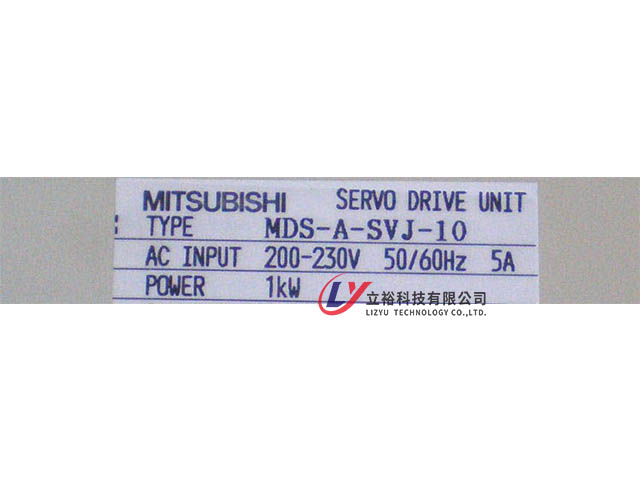 MITSUBISHI SERVO DRIVE UNIT
TYPE MDS-A-SVJ-10
AC INPUT 200-230V 50/60Hz 5A
POWER 1kW
LY 立裕科技有限公司
LIZYU TECHNOLOGY CO.,LTD.